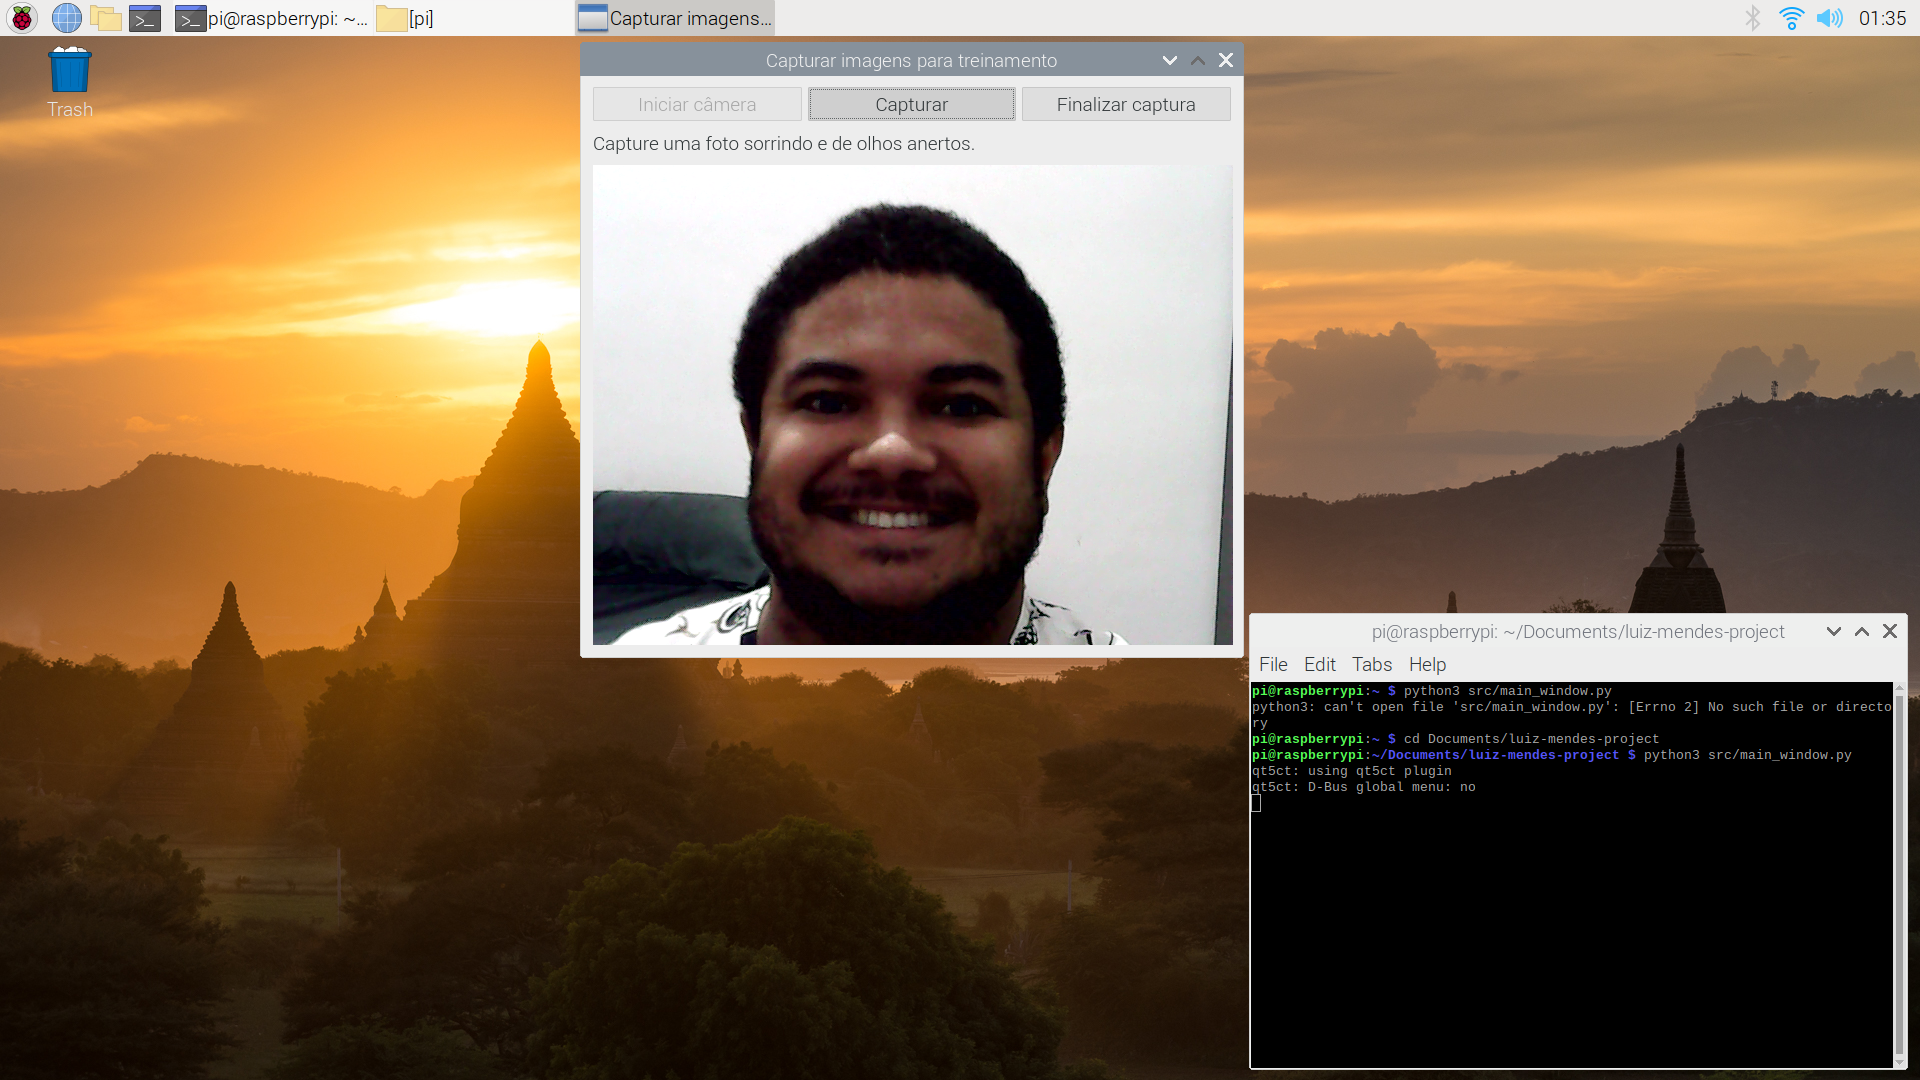 pi@raspberrypi: ~...
[pi]
Capturar imagens...
01:35
Trash
Capturar imagens para treinamento
Iniciar câmera
Capturar
Finalizar captura
Capture uma foto sorrindo e de olhos anertos.
pi@raspberrypi: ~/Documents/luiz-mendes-project
File Edit Tabs Help
pi@raspberrypi:~ $ python3 src/main_window.py
python3: can't open file 'src/main_window.py': [Errno 2] No such file or directo
ry
pi@raspberrypi:~ $ cd Documents/luiz-mendes-project
pi@raspberrypi:~/Documents/luiz-mendes-project $ python3 src/main_window.py
qt5ct: using qt5ct plugin
qt5ct: D-Bus global menu: no